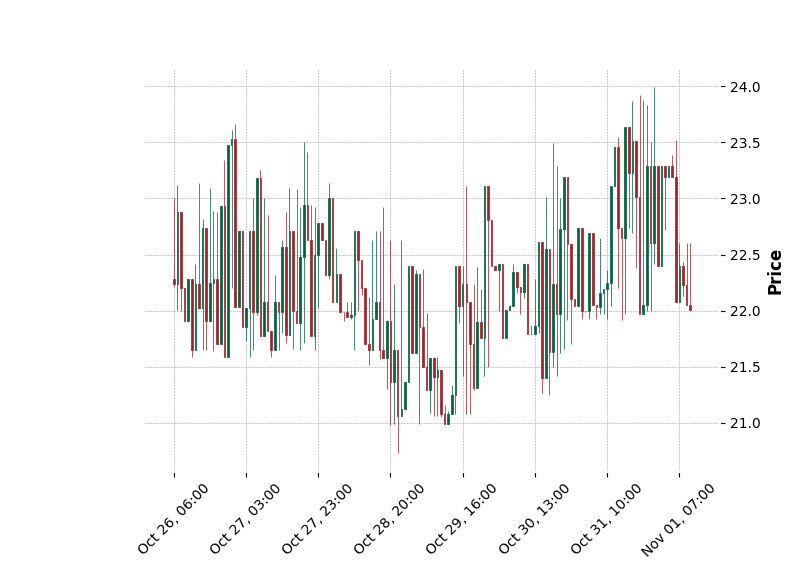 24.0
23.5
23.0
22.5
22.0
21.5
21.0
Price
Oct 26, 06:00
Oct 27, 03:00
Oct 27, 23:00
Oct 28, 20:00
Oct 29, 16:00
Oct 30, 13:00
Oct 31, 10:00
Nov 01, 07:00